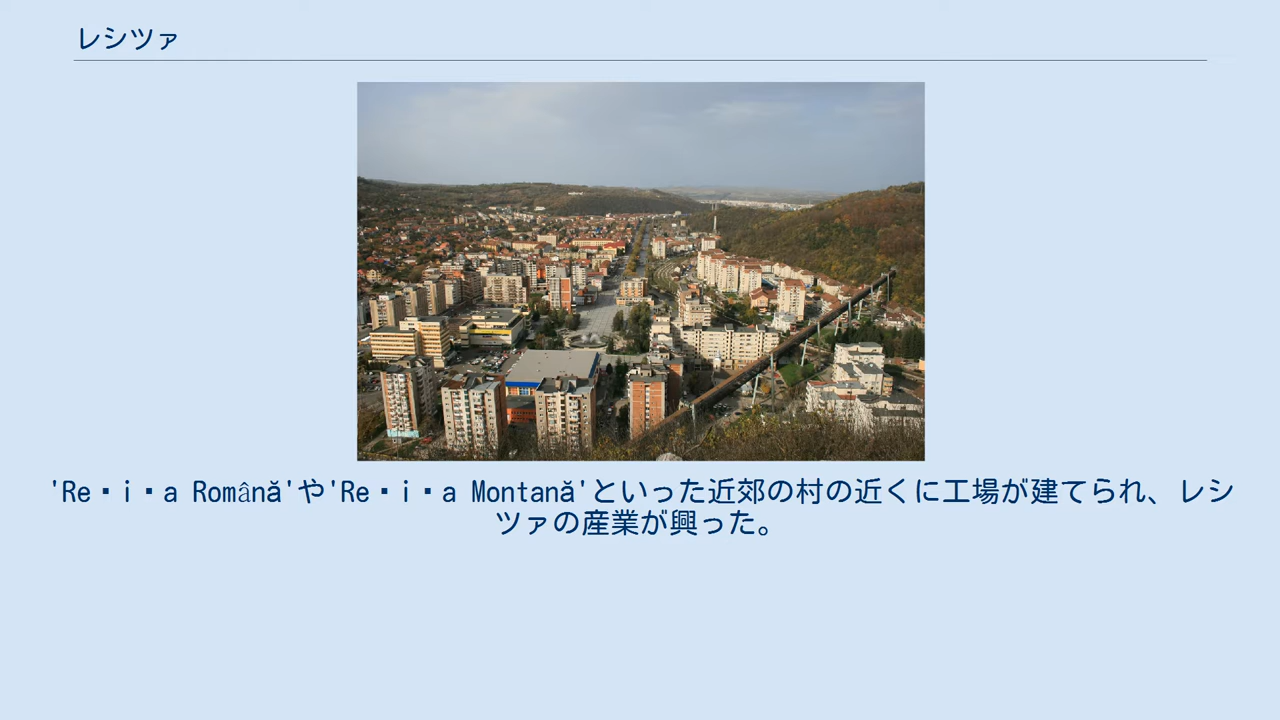 レシツァ
'Re▪i▪a Română'や'Re▪i▪a Montană'といった近郊の村の近くに工場が建てられ、レシ
ツァの産業が興った。